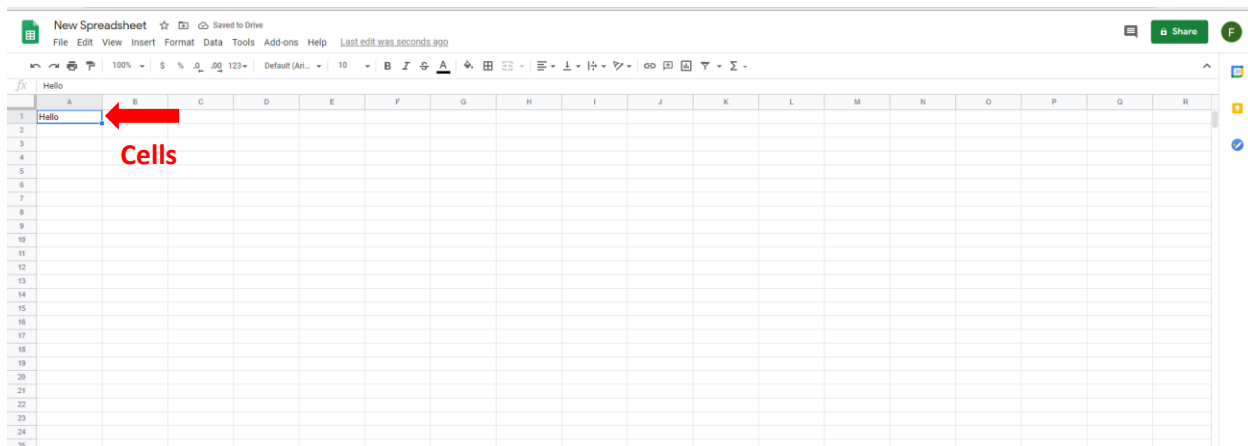 New Spreadsheet Saved to Drive
File Edit View Insert Format Data Tools Add-ons Help Last edit was seconds ago
Share
F
100% $ % .0 .00 123 Default (Ari... 10 B I S A Σ
31
fx Hello
A B C D E F G H I J K L M N O P Q R
1 Hello
2
3
Cells
4
5
6
7
8
9
10
11
12
13
14
15
16
17
18
19
20
21
22
23
24
25